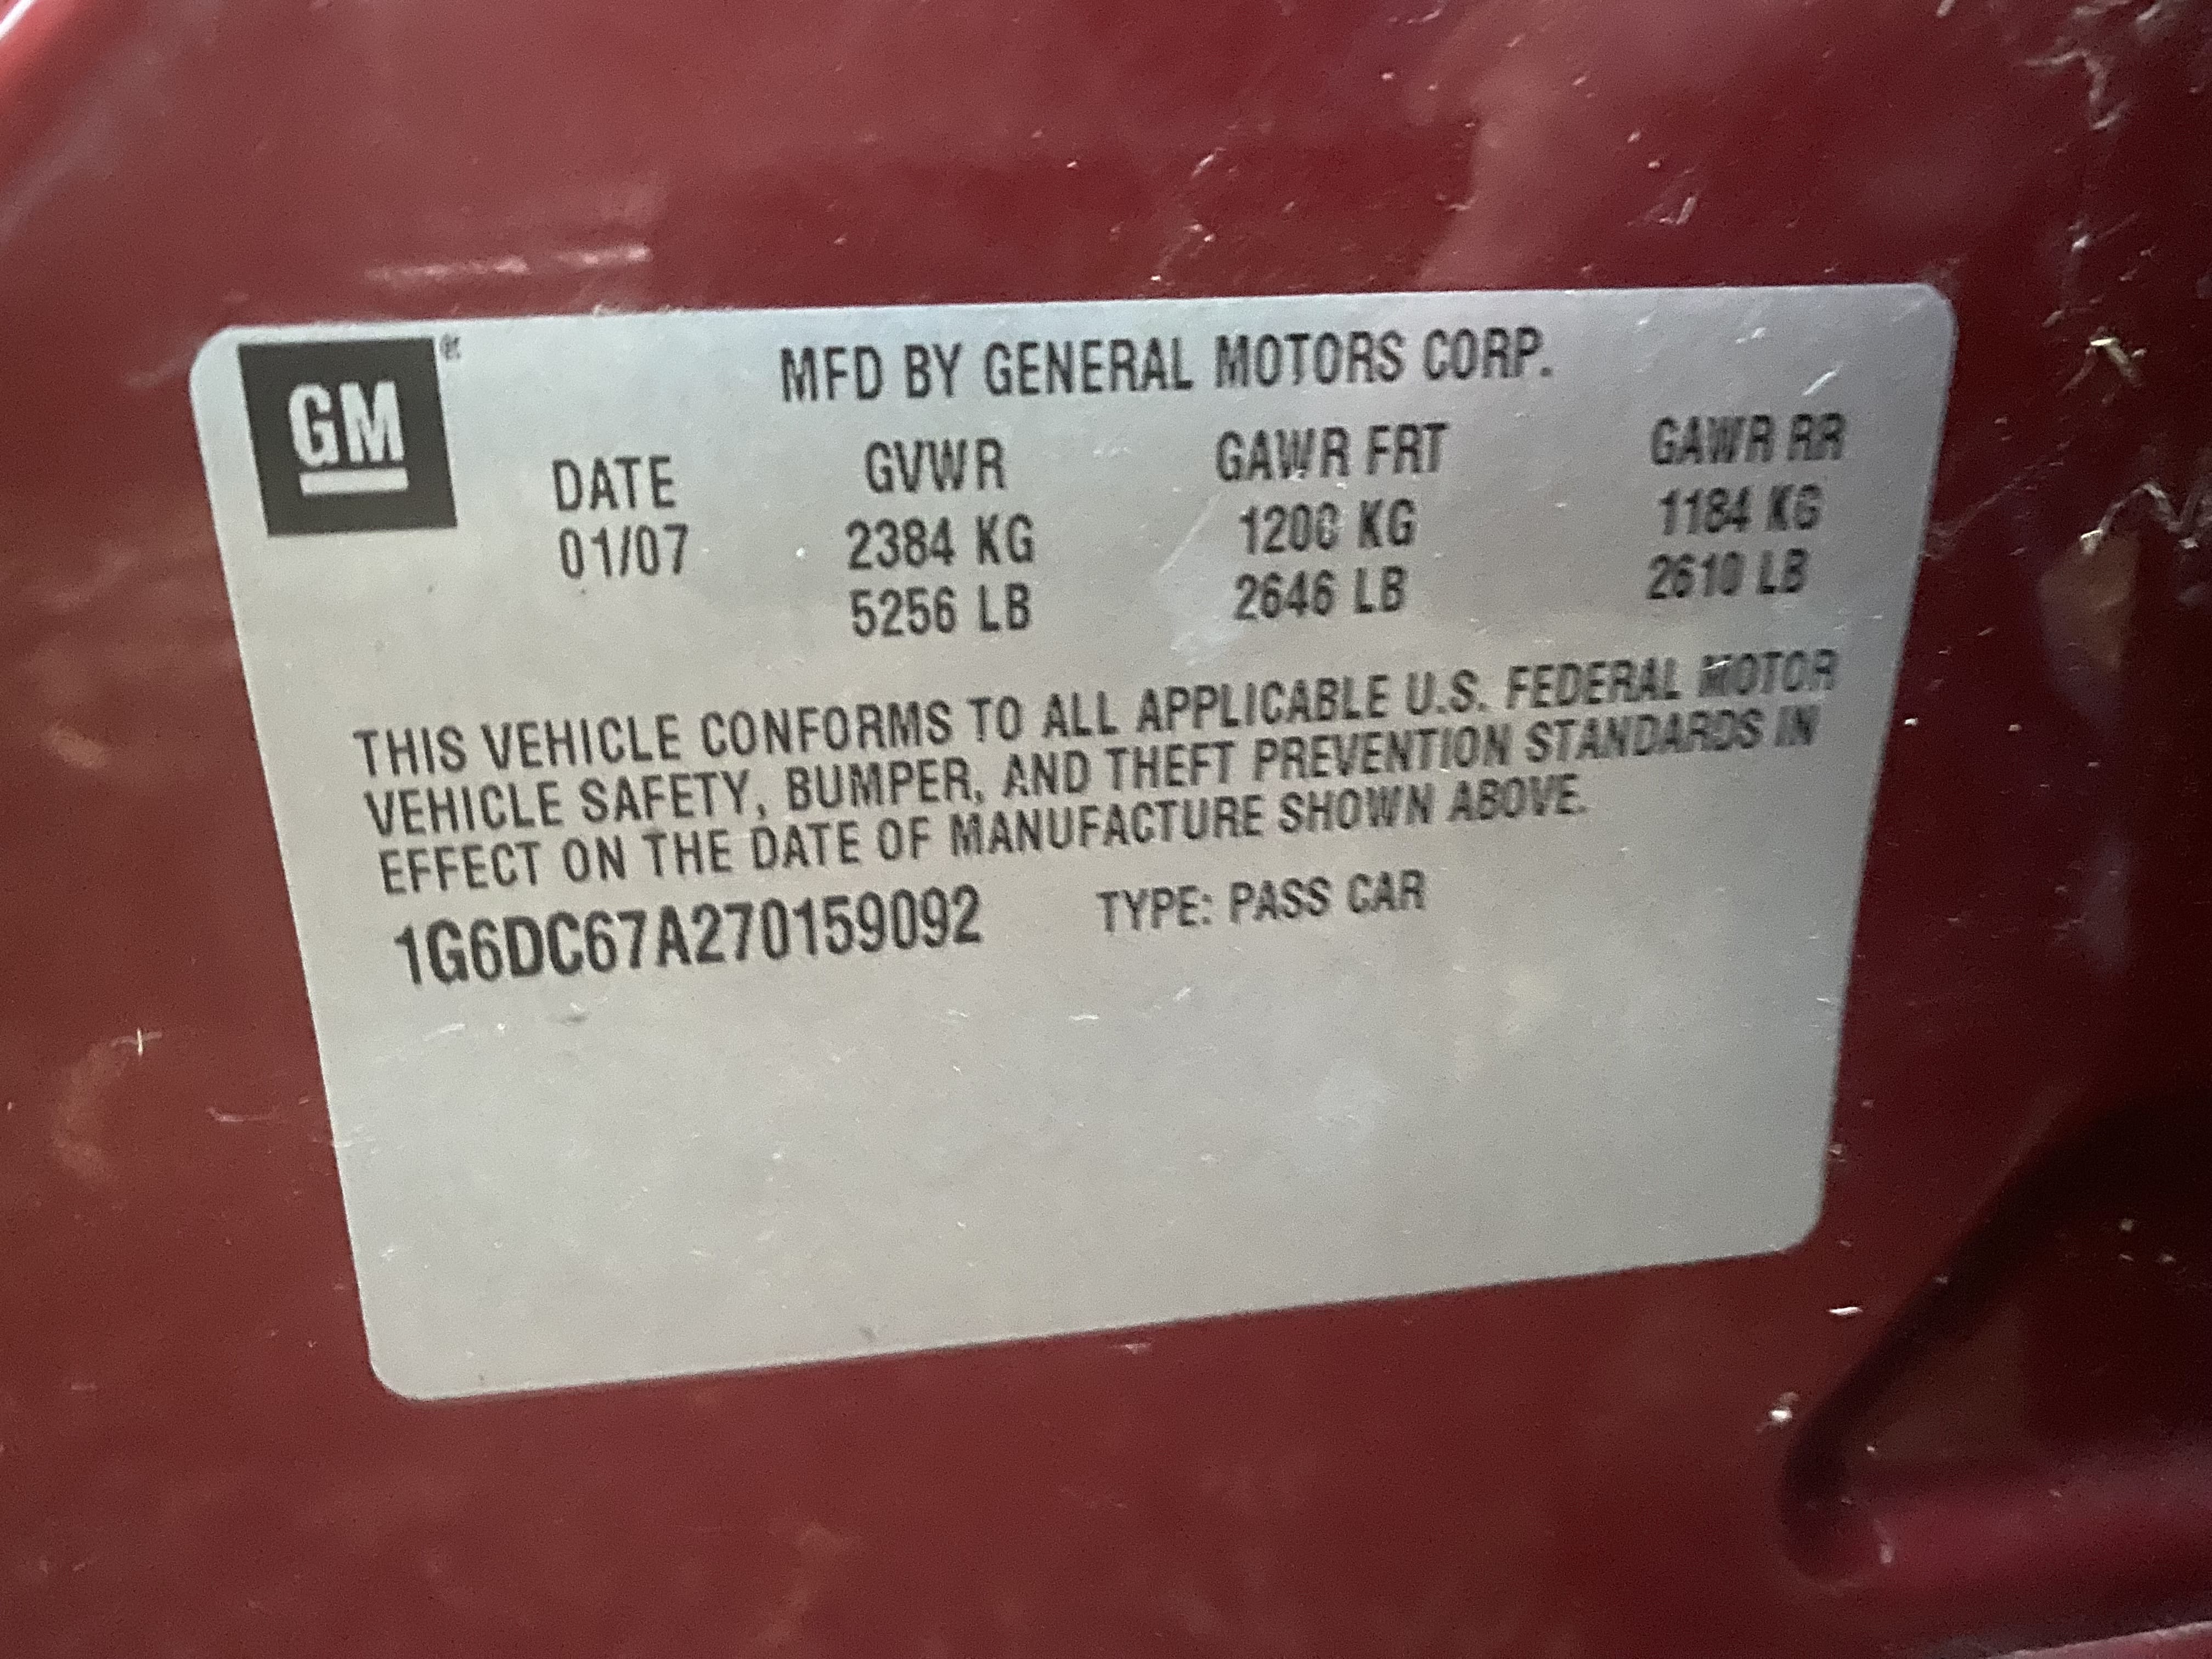 GM
MFD BY GENERAL MOTORS CORP.
DATE GVWR GAWR FRT GAWR RR
01/07 2384 KG 1200 KG 1184 KG
5256 LB 2646 LB 2610 LB
THIS VEHICLE CONFORMS TO ALL APPLICABLE U.S. FEDERAL MOTOR
VEHICLE SAFETY, BUMPER, AND THEFT PREVENTION STANDARDS IN
EFFECT ON THE DATE OF MANUFACTURE SHOWN ABOVE.
1G6DC67A270159092 TYPE: PASS CAR